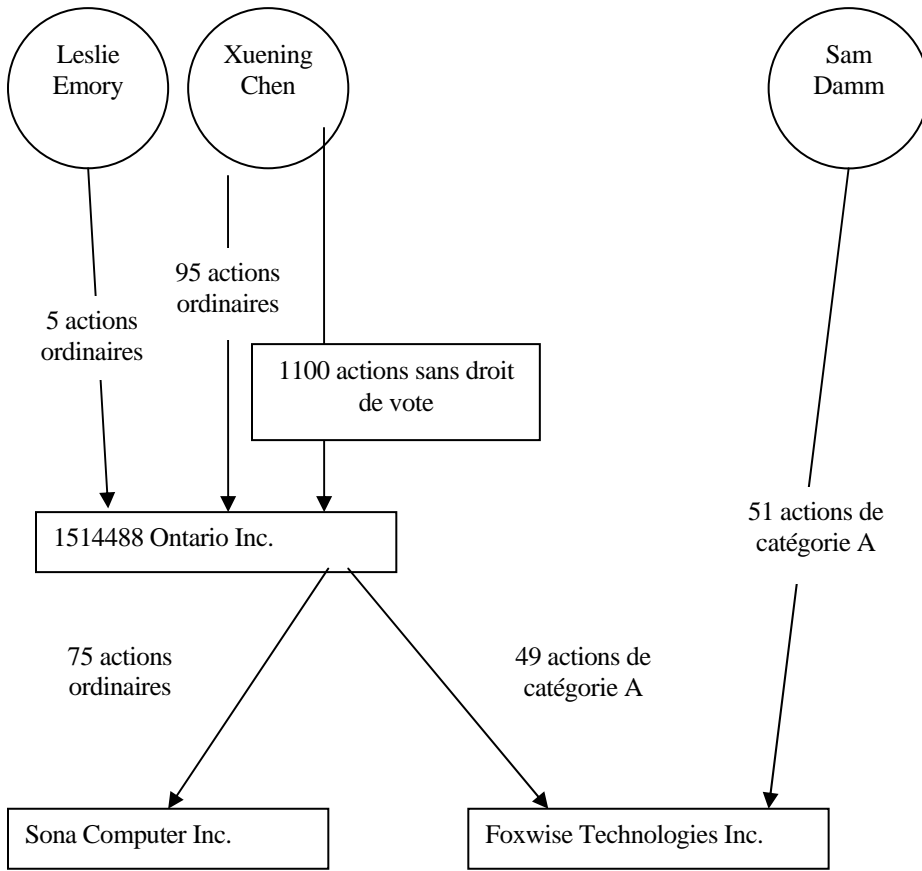 Leslie
Emory
Xuening
Chen
Sam
Damm
95 actions
ordinaires
5 actions
ordinaires
1100 actions sans droit
de vote
51 actions de
catégorie A
1514488 Ontario Inc.
75 actions
ordinaires
49 actions de
catégorie A
Sona Computer Inc.
Foxwise Technologies Inc.